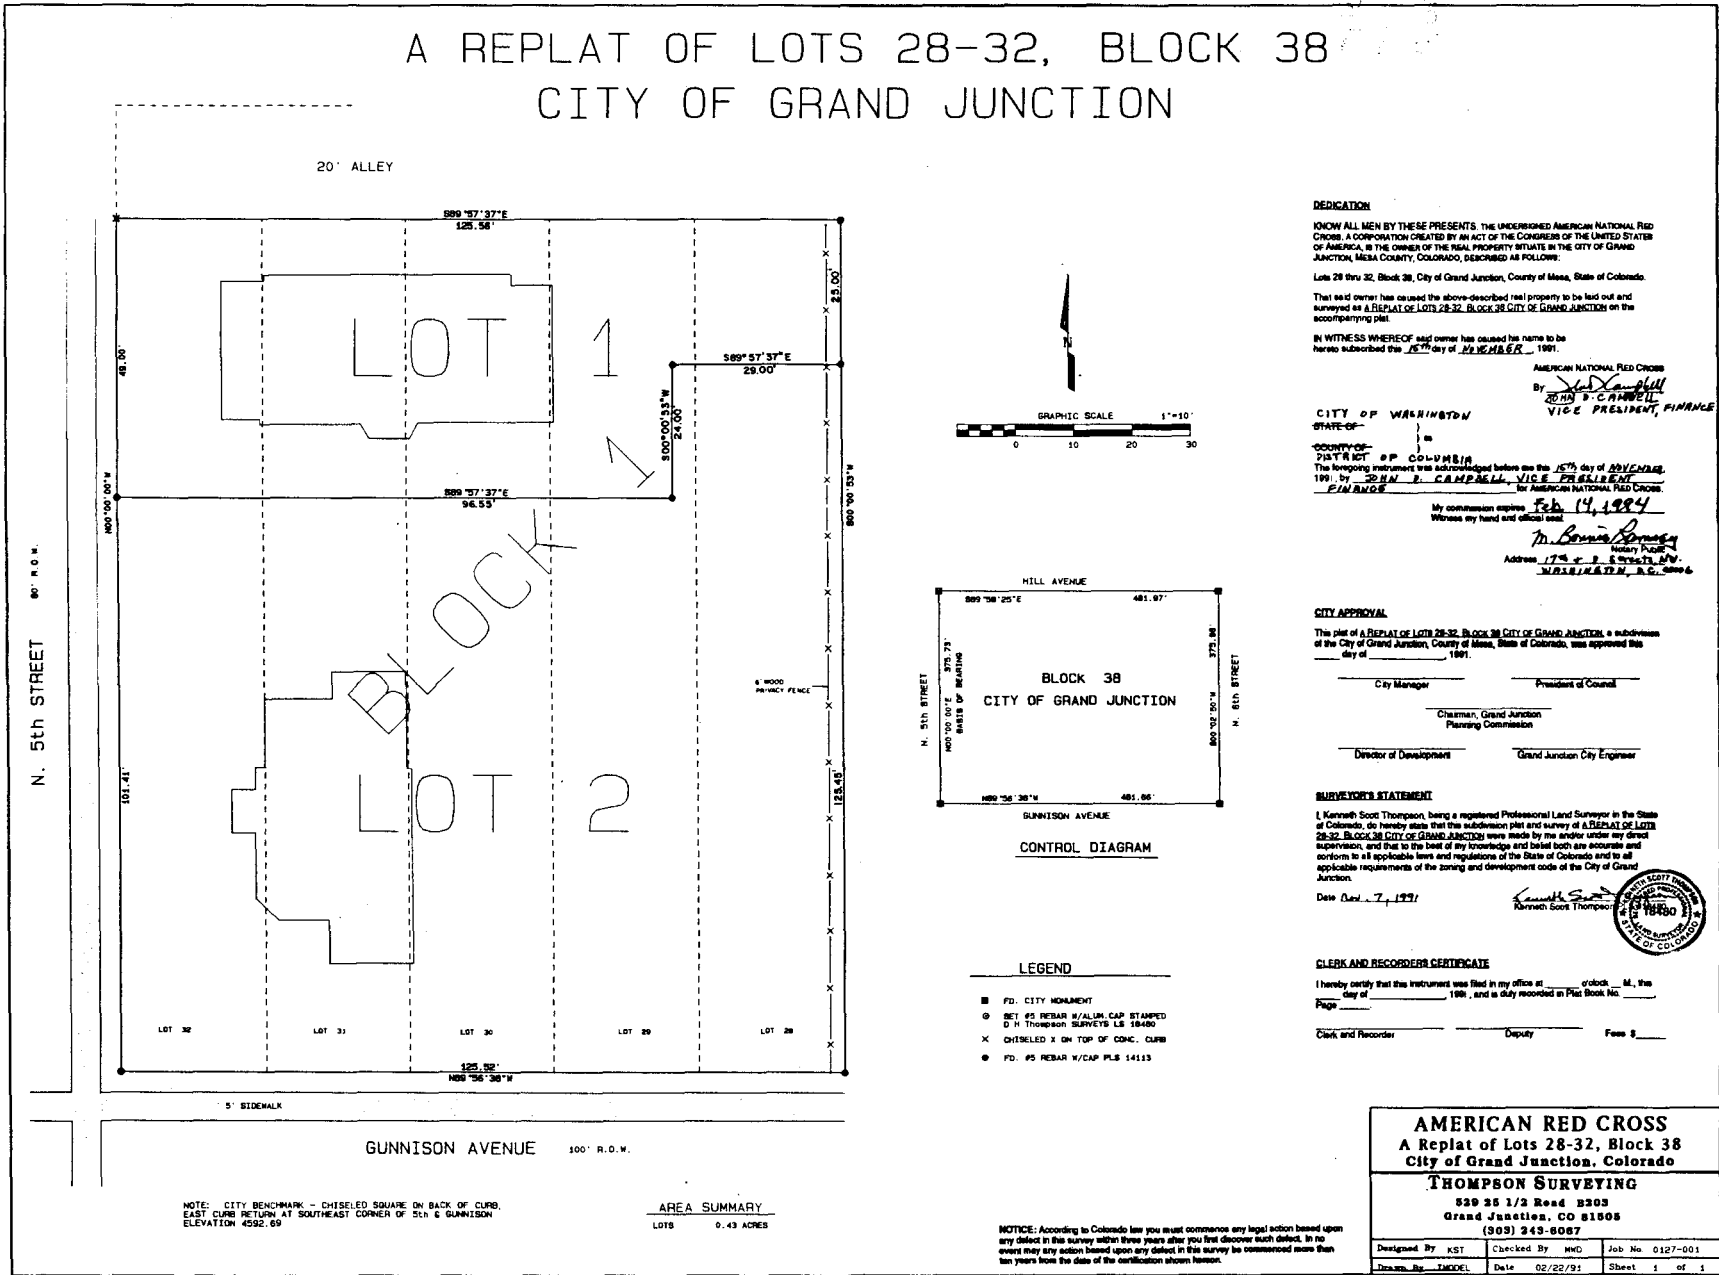 A REPLAT OF LOTS 28-32, BLOCK 38
CITY OF GRAND JUNCTION
20' ALLEY
S89°57'37"E
125.56'
25.00'
49.00'
LOT 1
S89°57'37"E
29.00'
S00°00'53"W
24.00'
1
S89°57'37"E
96.55'
N00°00'00"W
S00°00'53"W
BLOCK
80' R.O.W.
N. 5th STREET
6' WOOD
PRIVACY FENCE
101.41'
LOT 2
125.45'
LOT 32
LOT 31
LOT 30
LOT 29
LOT 28
125.52'
N89°56'38"W
5' SIDEWALK
GUNNISON AVENUE 100' R.O.W.
NOTE: CITY BENCHMARK - CHISELED SQUARE ON BACK OF CURB,
EAST CURB RETURN AT SOUTHEAST CORNER OF 5th & GUNNISON
ELEVATION 4592.69
AREA SUMMARY
LOTS 0.43 ACRES
N
GRAPHIC SCALE 1"=10'
0 10 20 30
HILL AVENUE
S89°58'25"E 481.97'
N. 5th STREET
N00°00'00"E 375.73'
BASIS OF BEARING
BLOCK 38
CITY OF GRAND JUNCTION
375.98'
S00°02'50"W
N. 6th STREET
N89°56'38"W 481.66'
GUNNISON AVENUE
CONTROL DIAGRAM
LEGEND
FD. CITY MONUMENT
SET #5 REBAR W/ALUM.CAP STAMPED
D H Thompson SURVEYS LS 18480
CHISELED X ON TOP OF CONC. CURB
FD. #5 REBAR W/CAP PLS 14113
DEDICATION
KNOW ALL MEN BY THESE PRESENTS, THE UNDERSIGNED AMERICAN NATIONAL RED
CROSS, A CORPORATION CREATED BY AN ACT OF THE CONGRESS OF THE UNITED STATES
OF AMERICA, IS THE OWNER OF THE REAL PROPERTY SITUATE IN THE CITY OF GRAND
JUNCTION, MESA COUNTY, COLORADO, DESCRIBED AS FOLLOWS:
Lots 28 thru 32, Block 38, City of Grand Junction, County of Mesa, State of Colorado.
That said owner has caused the above-described real property to be laid out and
surveyed as A REPLAT OF LOTS 28-32, BLOCK 38 CITY OF GRAND JUNCTION on the
accompanying plat.
IN WITNESS WHEREOF said owner has caused his name to be
hereto subscribed this 15th day of NOVEMBER, 1991.
AMERICAN NATIONAL RED CROSS
By John D Campbell
JOHN D. CAMPBELL
VICE PRESIDENT, FINANCE
CITY OF WASHINGTON
STATE OF
) ss
COUNTY OF
DISTRICT OF COLUMBIA
The foregoing instrument was acknowledged before me this 15th day of NOVEMBER,
1991, by JOHN D. CAMPBELL, VICE PRESIDENT
FINANCE for AMERICAN NATIONAL RED CROSS.
My commission expires Feb. 14, 1994
Witness my hand and official seal.
M. Bonnie Ramsey
Notary Public
Address 17th + Streets NW.
WASHINGTON, D.C. 20006
CITY APPROVAL
This plat of A REPLAT OF LOTS 28-32, BLOCK 38 CITY OF GRAND JUNCTION, a subdivision
of the City of Grand Junction, County of Mesa, State of Colorado, was approved this
day of , 1991.
City Manager President of Council
Chairman, Grand Junction
Planning Commission
Director of Development Grand Junction City Engineer
SURVEYOR'S STATEMENT
I, Kenneth Scott Thompson, being a registered Professional Land Surveyor in the State
of Colorado, do hereby state that this subdivision plat and survey of A REPLAT OF LOTS
28-32, BLOCK 38 CITY OF GRAND JUNCTION were made by me and/or under my direct
supervision, and that to the best of my knowledge and belief both are accurate and
conform to all applicable laws and regulations of the State of Colorado and to all
applicable requirements of the zoning and development code of the City of Grand
Junction.
Date Nov. 7, 1991
Kenneth Scott Thompson
KENNETH SCOTT THOMPSON
18480
LAND SURVEYOR
STATE OF COLORADO
CLERK AND RECORDERS CERTIFICATE
I hereby certify that this instrument was filed in my office at o'clock M., this
day of , 1991, and is duly recorded in Plat Book No.
Page
Clerk and Recorder Deputy Fees $
NOTICE: According to Colorado law you must commence any legal action based upon
any defect in this survey within three years after you first discover such defect. In no
event may any action based upon any defect in this survey be commenced more than
ten years from the date of the certification shown hereon.
AMERICAN RED CROSS
A Replat of Lots 28-32, Block 38
City of Grand Junction, Colorado
THOMPSON SURVEYING
529 25 1/2 Road B203
Grand Junction, CO 81505
(303) 243-6067
Designed By KST Checked By MWD Job No. 0127-001
Drawn By TMODEL Date 02/22/91 Sheet 1 of 1